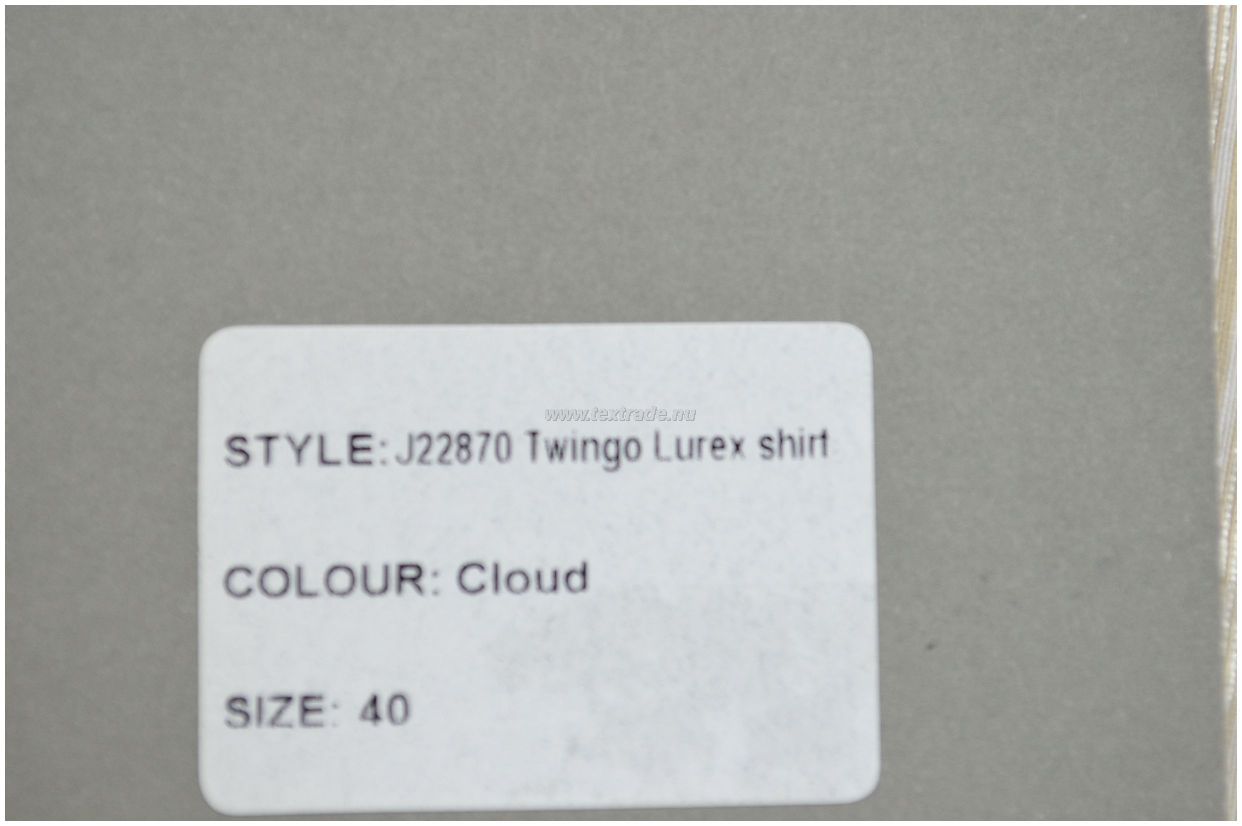 www.textrade.nu
STYLE: J22870 Twingo Lurex shirt
COLOUR: Cloud
SIZE: 40